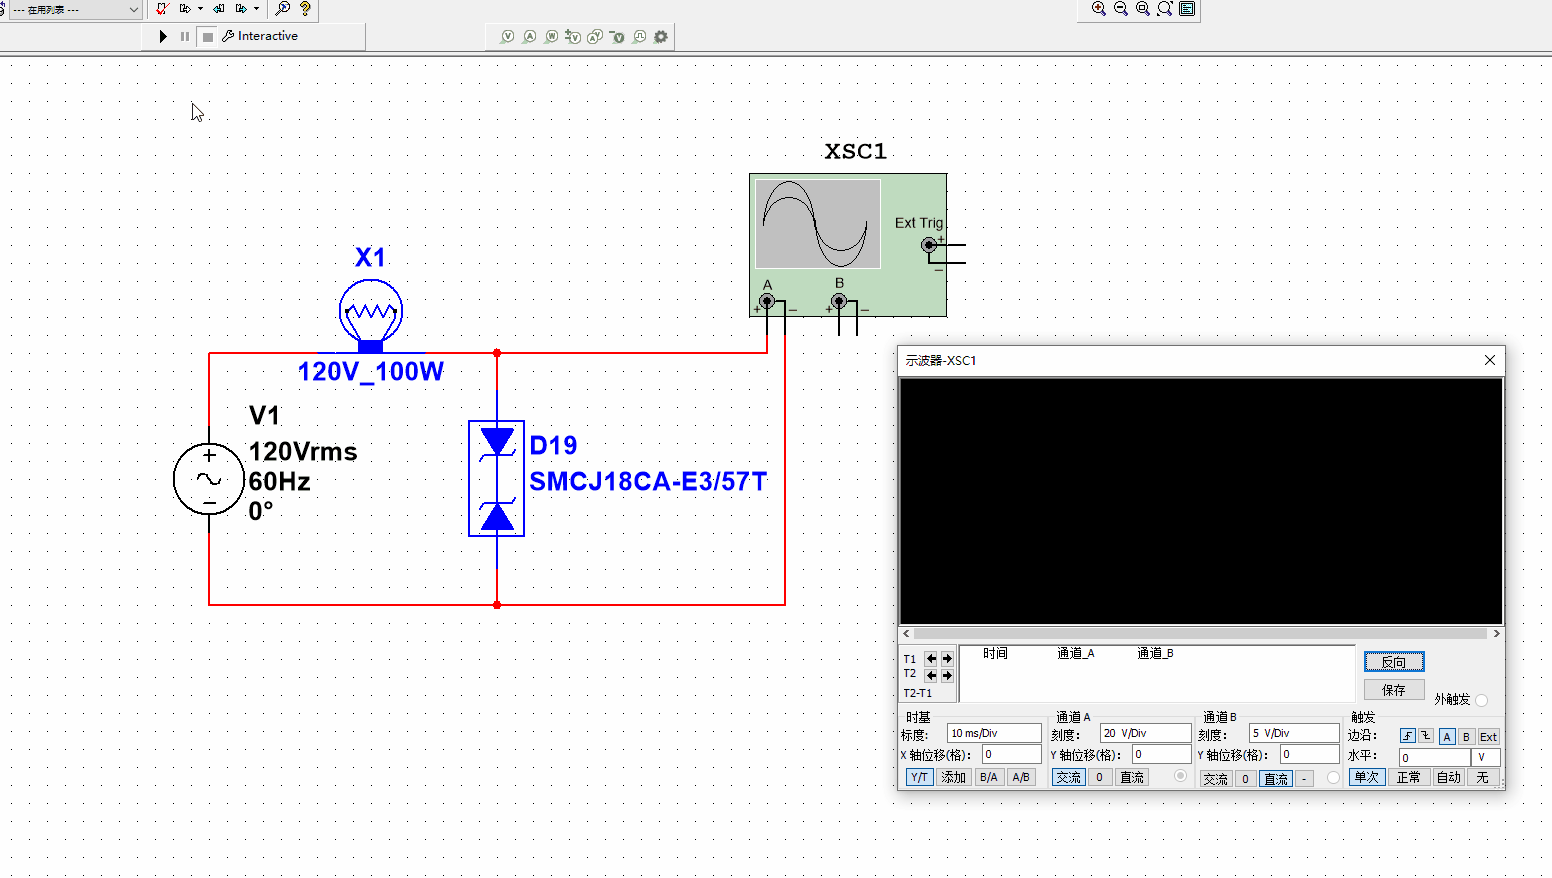 --- 在用列表 ---
Interactive
XSC1
Ext Trig
A
B
X1
120V_100W
V1
120Vrms
60Hz
0°
D19
SMCJ18CA-E3/57T
示波器-XSC1
T1
T2
T2-T1
时间 通道_A 通道_B
反向
保存
外触发
时基
标度: 10 ms/Div
X 轴位移(格): 0
Y/T 添加 B/A A/B
通道 A
刻度: 20 V/Div
Y 轴位移(格): 0
交流 0 直流
通道 B
刻度: 5 V/Div
Y 轴位移(格): 0
交流 0 直流 -
触发
边沿: A B Ext
水平: 0 V
单次 正常 自动 无